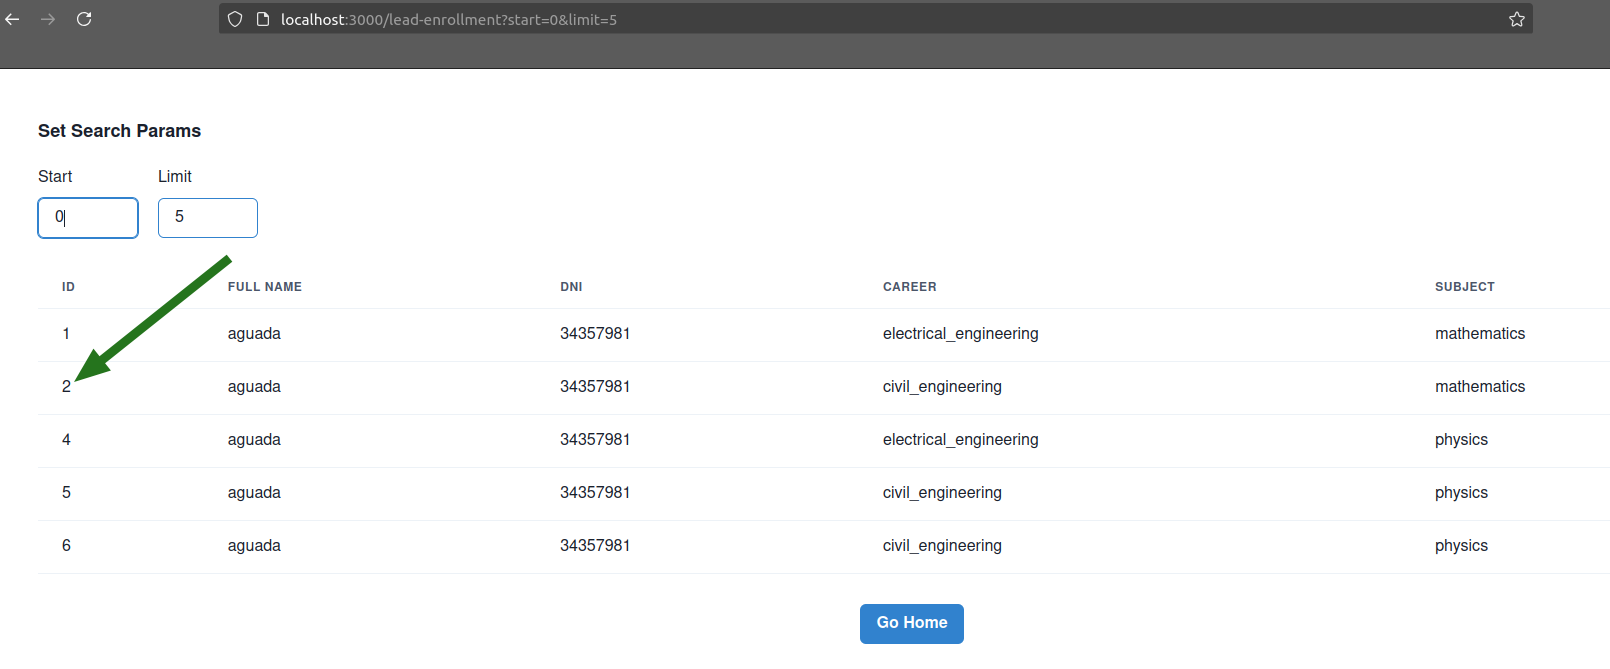 localhost:3000/lead-enrollment?start=0&limit=5
Set Search Params
Start Limit
0 5
ID FULL NAME DNI CAREER SUBJECT
1 aguada 34357981 electrical_engineering mathematics
2 aguada 34357981 civil_engineering mathematics
4 aguada 34357981 electrical_engineering physics
5 aguada 34357981 civil_engineering physics
6 aguada 34357981 civil_engineering physics
Go Home